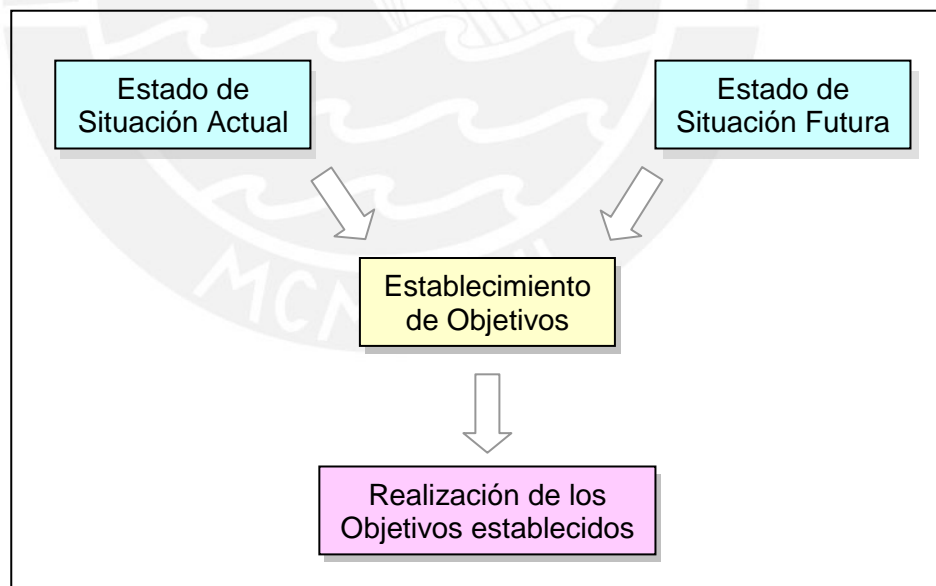 Estado de
Situación Actual
Estado de
Situación Futura
Establecimiento
de Objetivos
Realización de los
Objetivos establecidos